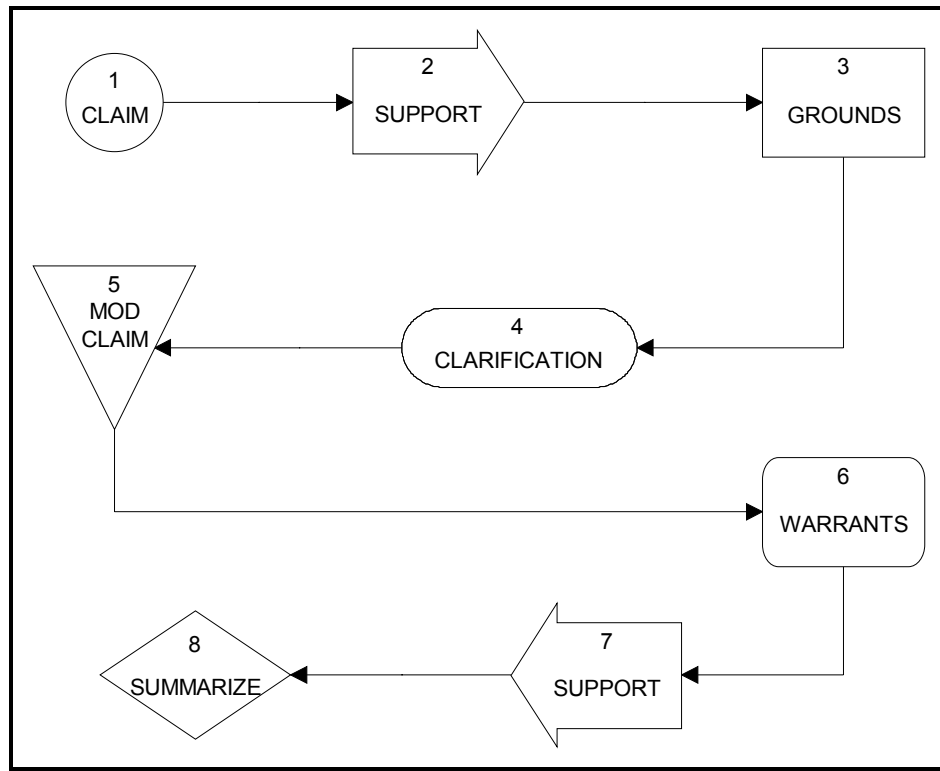 1
CLAIM
2
SUPPORT
3
GROUNDS
4
CLARIFICATION
5
MOD
CLAIM
6
WARRANTS
7
SUPPORT
8
SUMMARIZE